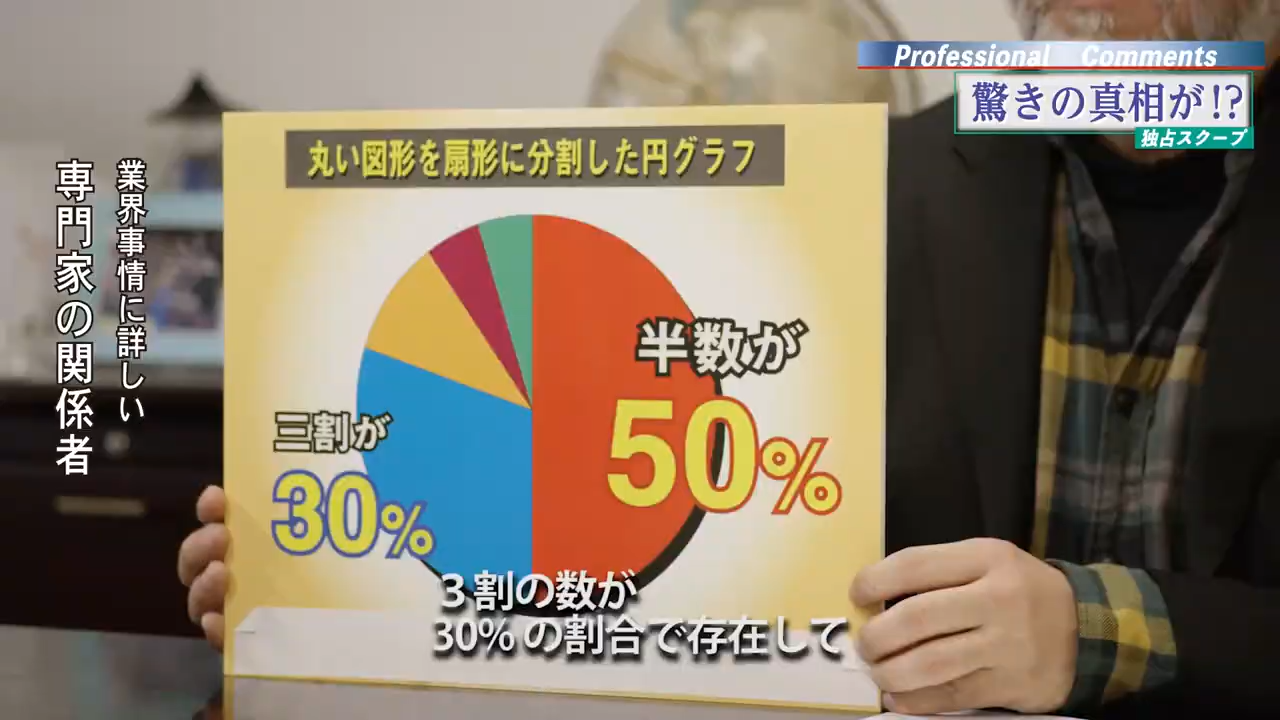 Professional Comments
驚きの真相が!?
独占スクープ
業界事情に詳しい
専門家の関係者
丸い図形を扇形に分割した円グラフ
半数が
50%
三割が
30%
3割の数が
30%の割合で存在して